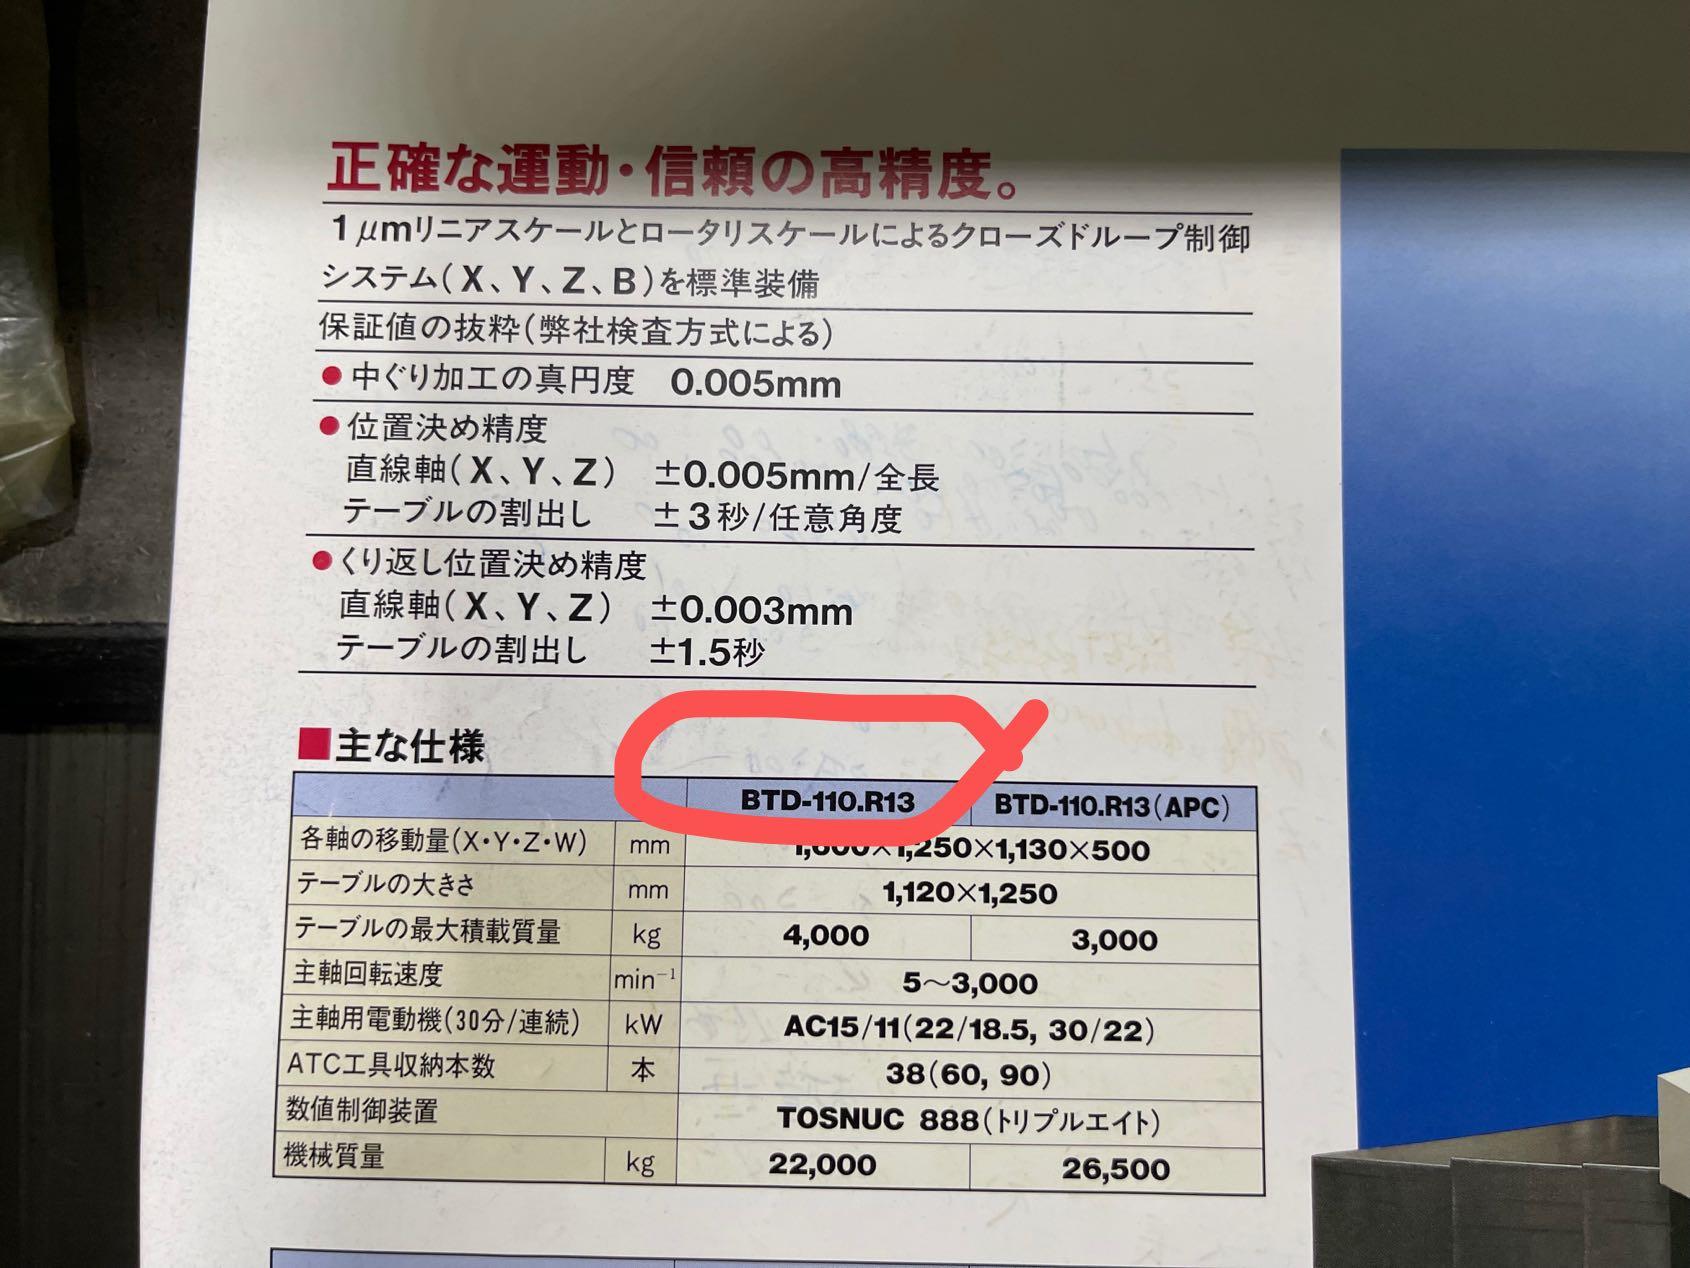 正確な運動・信頼の高精度。
1μmリニアスケールとロータリスケールによるクローズドループ制御
システム(X、Y、Z、B)を標準装備
保証値の抜粋(弊社検査方式による)
●中ぐり加工の真円度 0.005mm
●位置決め精度
直線軸(X、Y、Z) ±0.005mm/全長
テーブルの割出し ±3秒/任意角度
●くり返し位置決め精度
直線軸(X、Y、Z) ±0.003mm
テーブルの割出し ±1.5秒
■主な仕様
BTD-110.R13 BTD-110.R13(APC)
各軸の移動量(X・Y・Z・W) mm ×1,250×1,130×500
テーブルの大きさ mm 1,120×1,250
テーブルの最大積載質量 kg 4,000 3,000
主軸回転速度 min⁻¹ 5～3,000
主軸用電動機(30分/連続) kW AC15/11(22/18.5, 30/22)
ATC工具収納本数 本 38(60, 90)
数値制御装置 TOSNUC 888(トリプルエイト)
機械質量 kg 22,000 26,500